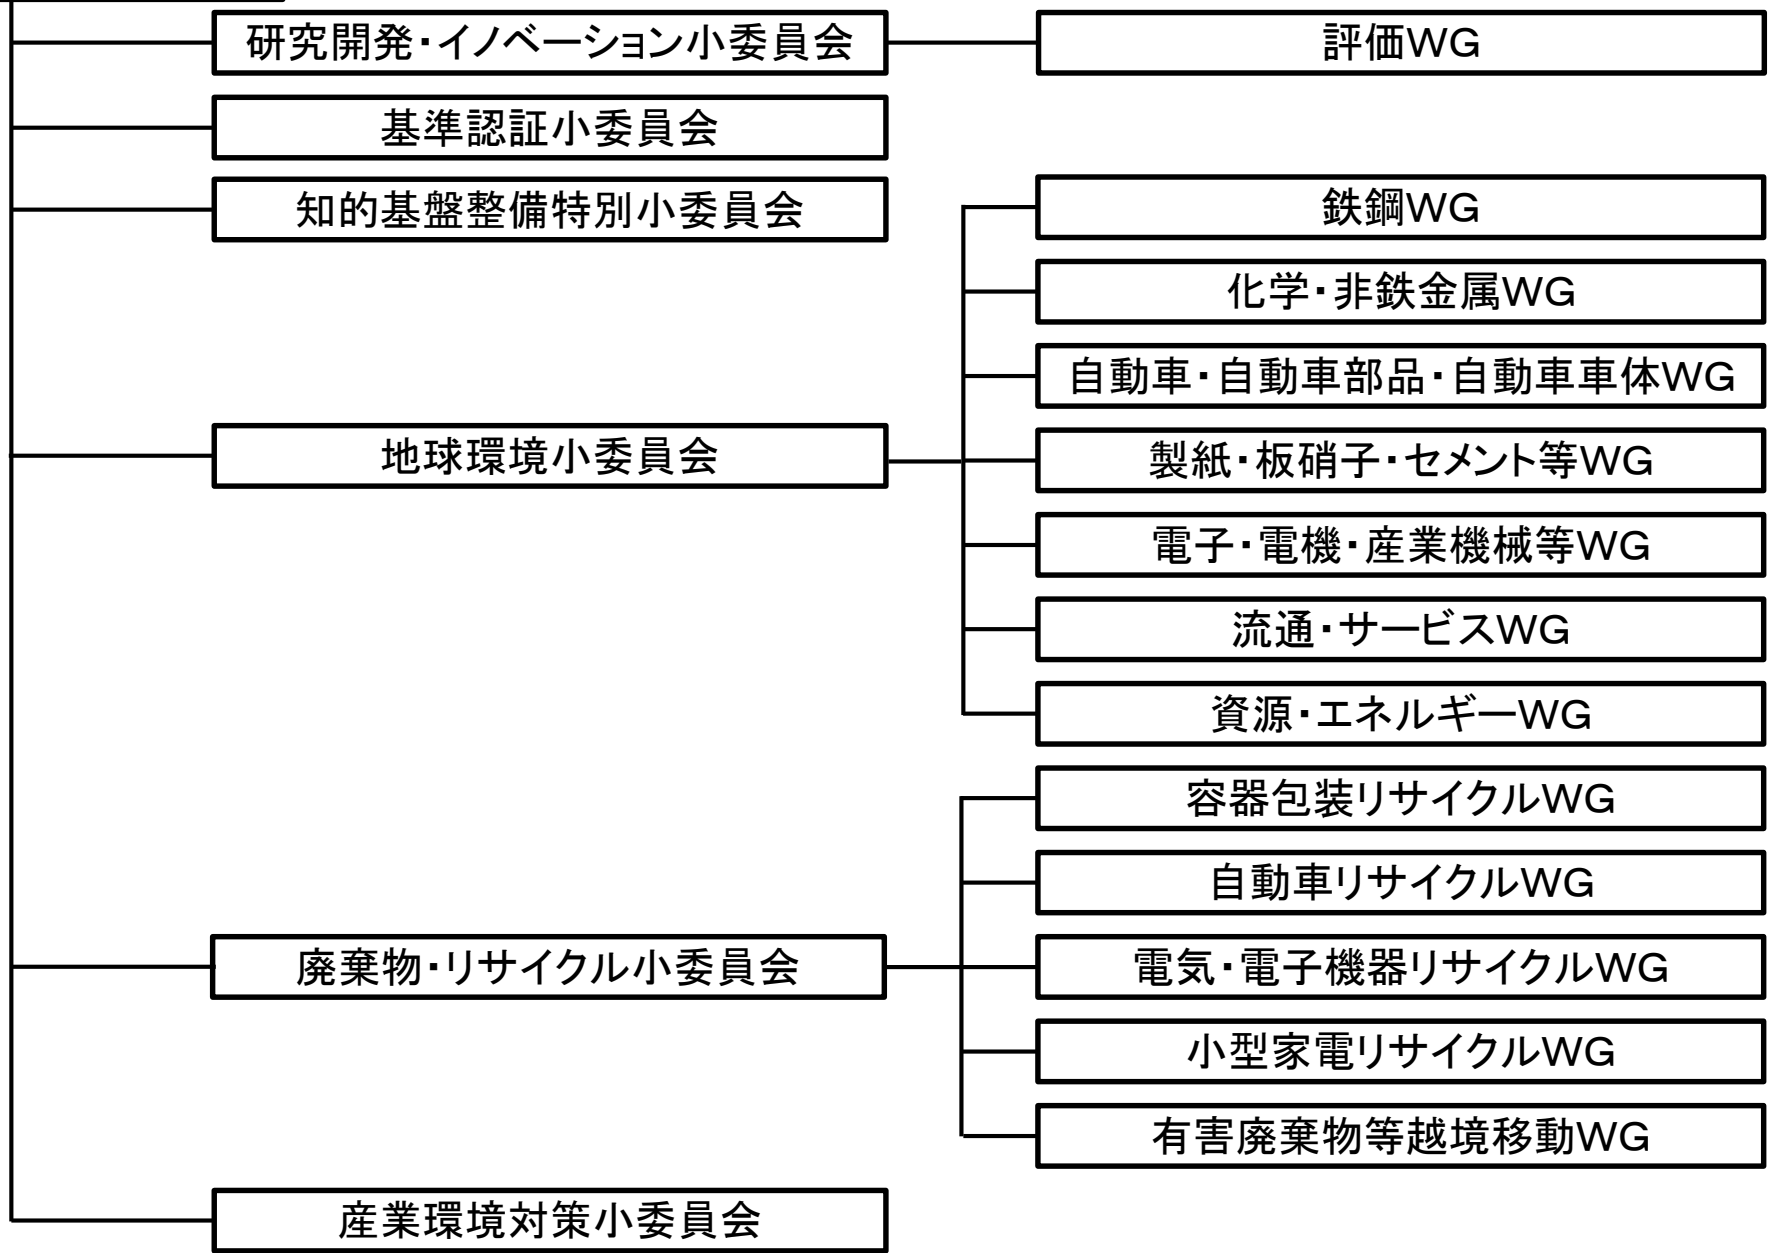 研究開発・イノベーション小委員会
評価WG
基準認証小委員会
知的基盤整備特別小委員会
鉄鋼WG
化学・非鉄金属WG
自動車・自動車部品・自動車車体WG
地球環境小委員会
製紙・板硝子・セメント等WG
電子・電機・産業機械等WG
流通・サービスWG
資源・エネルギーWG
容器包装リサイクルWG
自動車リサイクルWG
廃棄物・リサイクル小委員会
電気・電子機器リサイクルWG
小型家電リサイクルWG
有害廃棄物等越境移動WG
産業環境対策小委員会